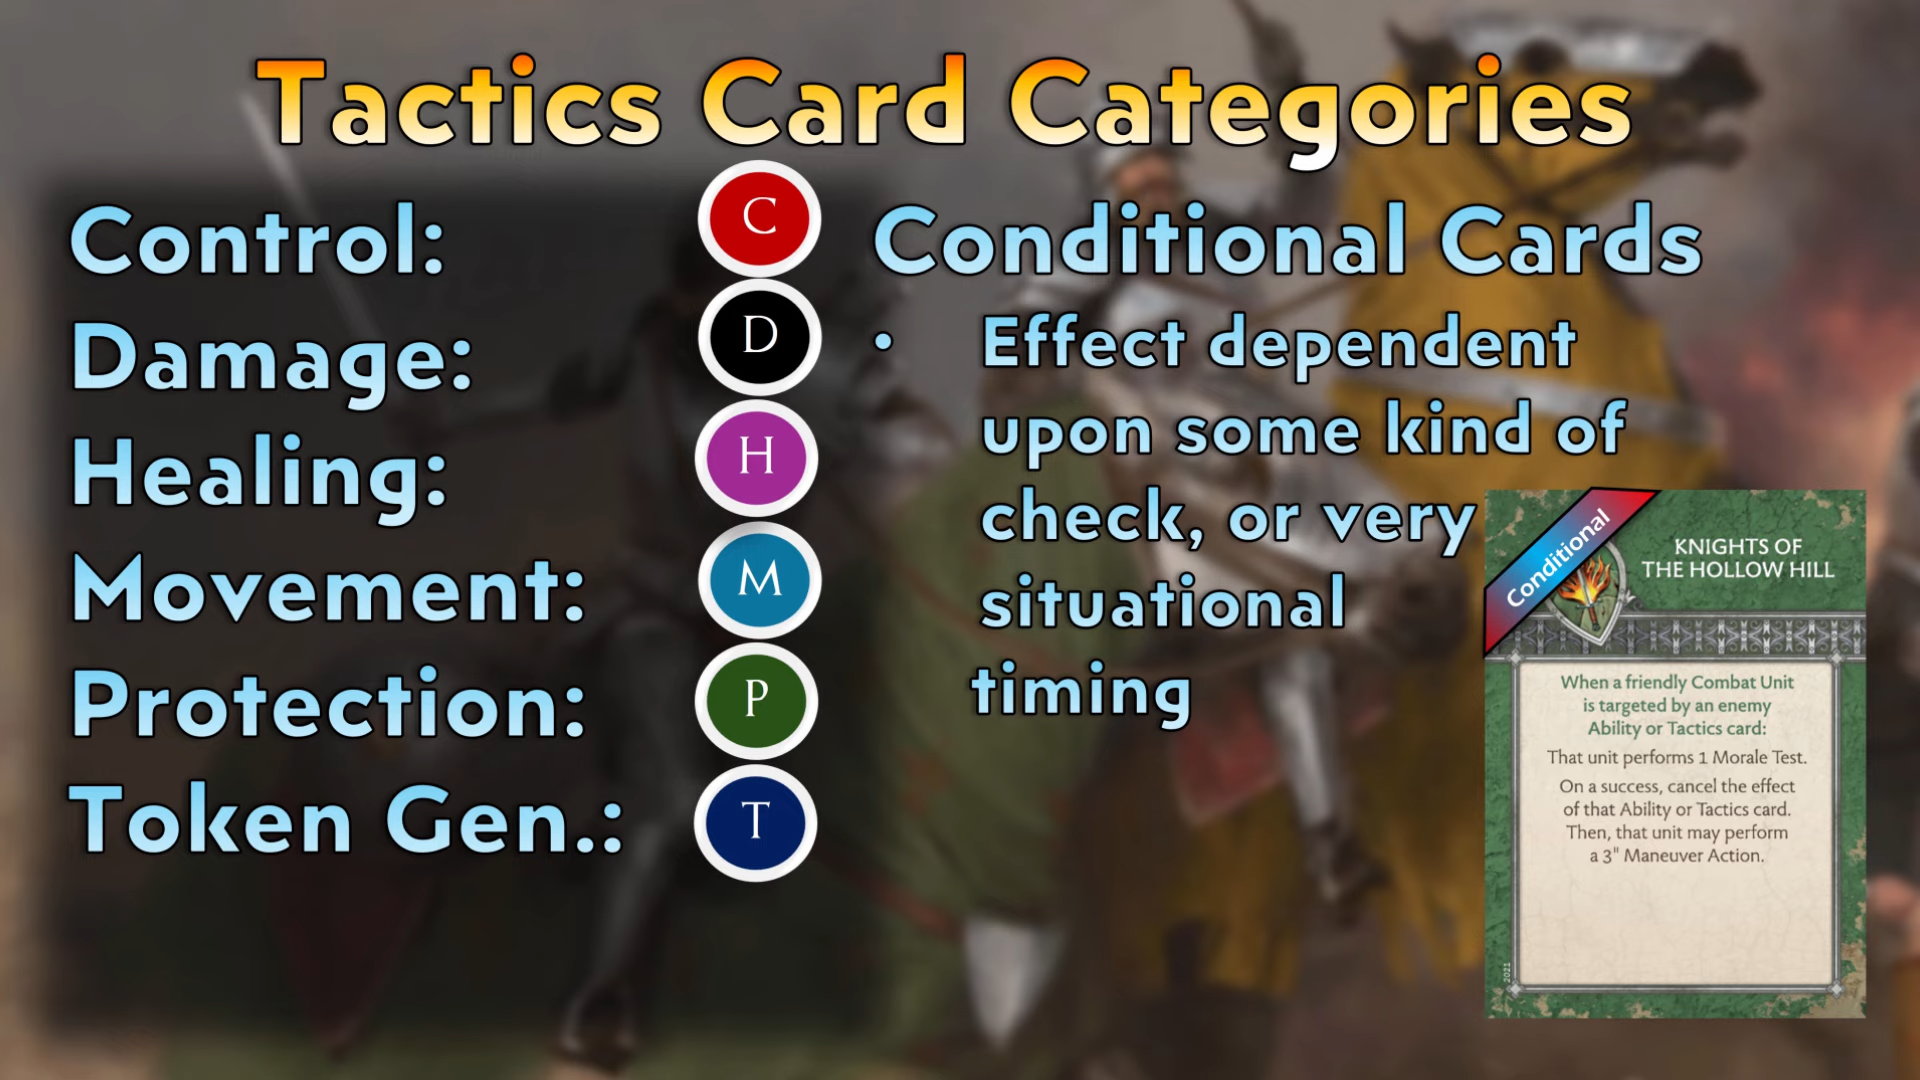 Tactics Card Categories
Control:
C
Damage:
D
Healing:
H
Movement:
M
Protection:
P
Token Gen.:
T
Conditional Cards
• Effect dependent
upon some kind of
check, or very
situational
timing
Conditional
KNIGHTS OF
THE HOLLOW HILL
When a friendly Combat Unit
is targeted by an enemy
Ability or Tactics card:
That unit performs 1 Morale Test.
On a success, cancel the effect
of that Ability or Tactics card.
Then, that unit may perform
a 3" Maneuver Action.
2021